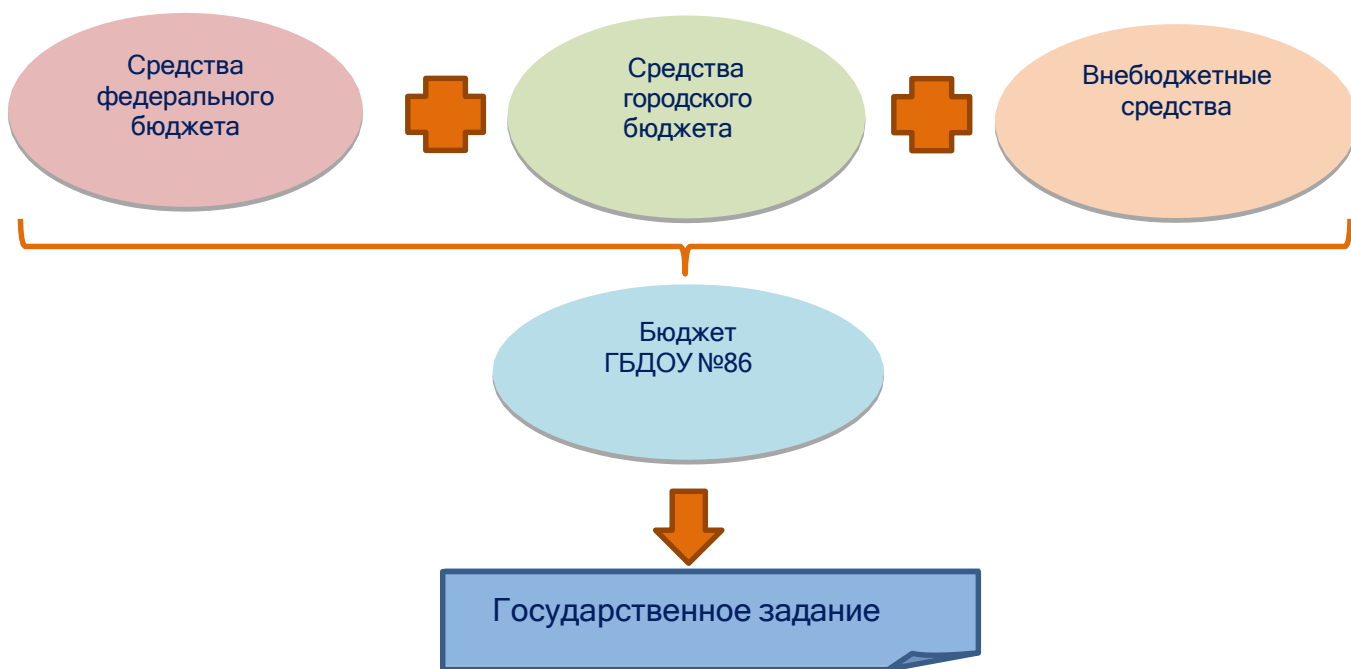 Средства
федерального
бюджета
Средства
городского
бюджета
Внебюджетные
средства
Бюджет
ГБДОУ №86
Государственное задание